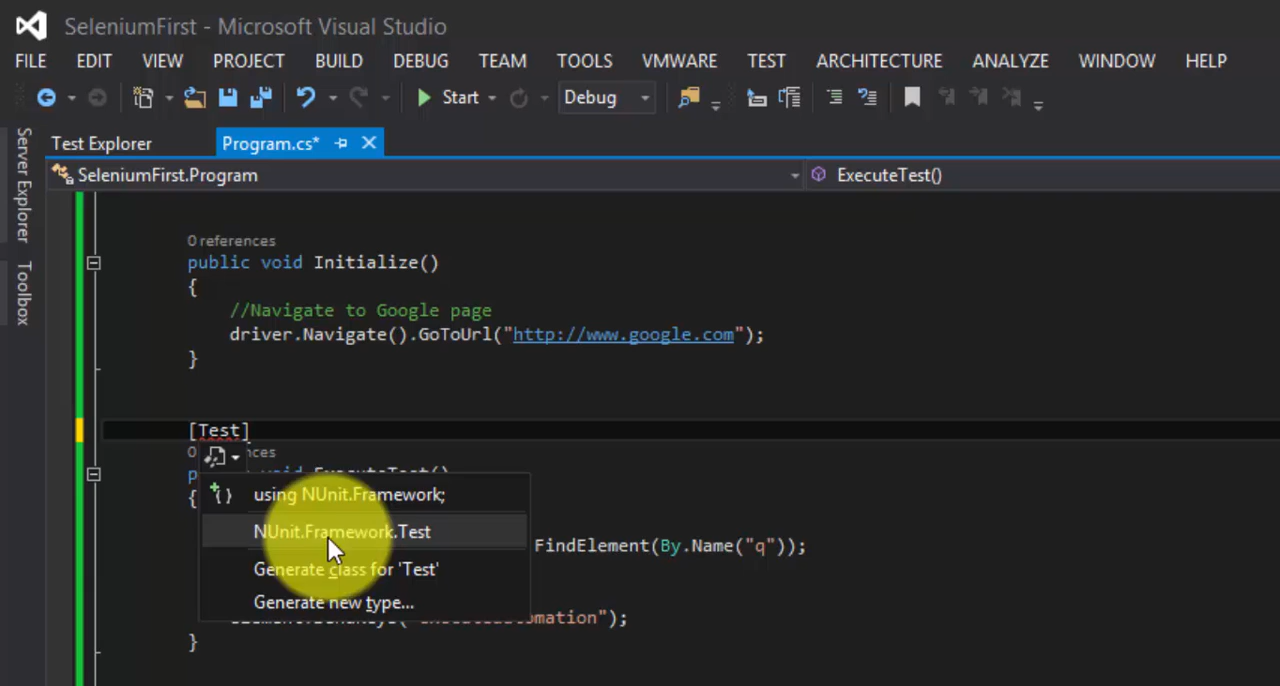 SeleniumFirst - Microsoft Visual Studio
FILE EDIT VIEW PROJECT BUILD DEBUG TEAM TOOLS VMWARE TEST ARCHITECTURE ANALYZE WINDOW HELP
Start Debug
Server Explorer
Toolbox
Test Explorer Program.cs*
SeleniumFirst.Program ExecuteTest()
0 references
public void Initialize()
{
//Navigate to Google page
driver.Navigate().GoToUrl("http://www.google.com");
}
[Test]
using NUnit.Framework;
NUnit.Framework.Test
FindElement(By.Name("q"));
Generate class for 'Test'
Generate new type...
");
}